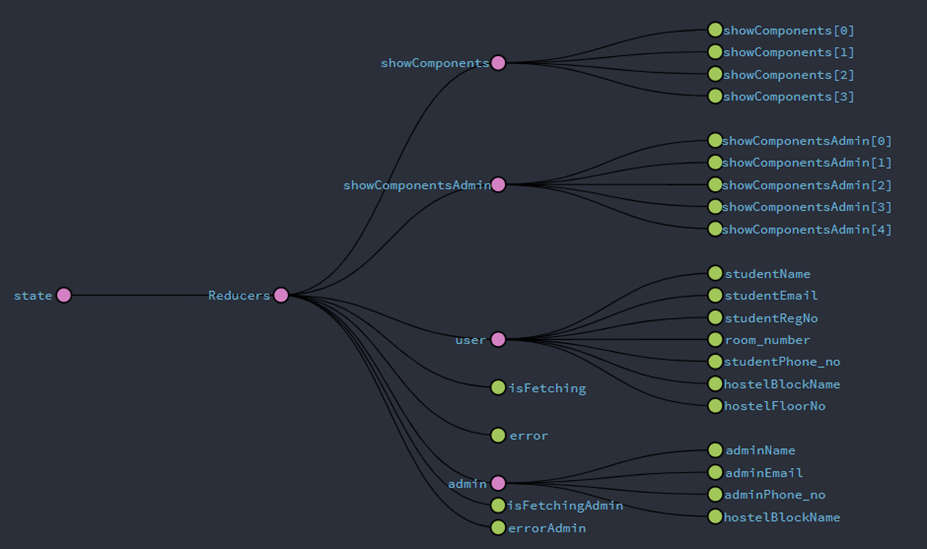 state
Reducers
showComponents
showComponents[0]
showComponents[1]
showComponents[2]
showComponents[3]
showComponentsAdmin
showComponentsAdmin[0]
showComponentsAdmin[1]
showComponentsAdmin[2]
showComponentsAdmin[3]
showComponentsAdmin[4]
user
studentName
studentEmail
studentRegNo
room_number
studentPhone_no
hostelBlockName
hostelFloorNo
isFetching
error
admin
adminName
adminEmail
adminPhone_no
hostelBlockName
isFetchingAdmin
errorAdmin